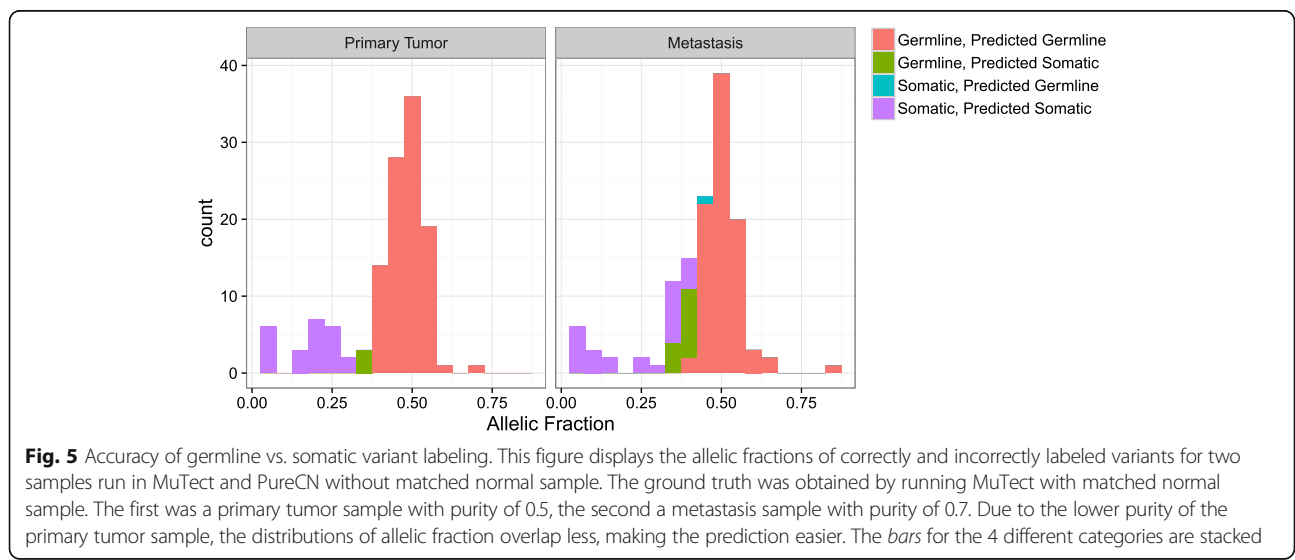 Primary Tumor
Metastasis
Germline, Predicted Germline
Germline, Predicted Somatic
Somatic, Predicted Germline
Somatic, Predicted Somatic
40
30
20
10
0
count
0.00 0.25 0.50 0.75 0.00 0.25 0.50 0.75
Allelic Fraction
Fig. 5 Accuracy of germline vs. somatic variant labeling. This figure displays the allelic fractions of correctly and incorrectly labeled variants for two
samples run in MuTect and PureCN without matched normal sample. The ground truth was obtained by running MuTect with matched normal
sample. The first was a primary tumor sample with purity of 0.5, the second a metastasis sample with purity of 0.7. Due to the lower purity of the
primary tumor sample, the distributions of allelic fraction overlap less, making the prediction easier. The bars for the 4 different categories are stacked